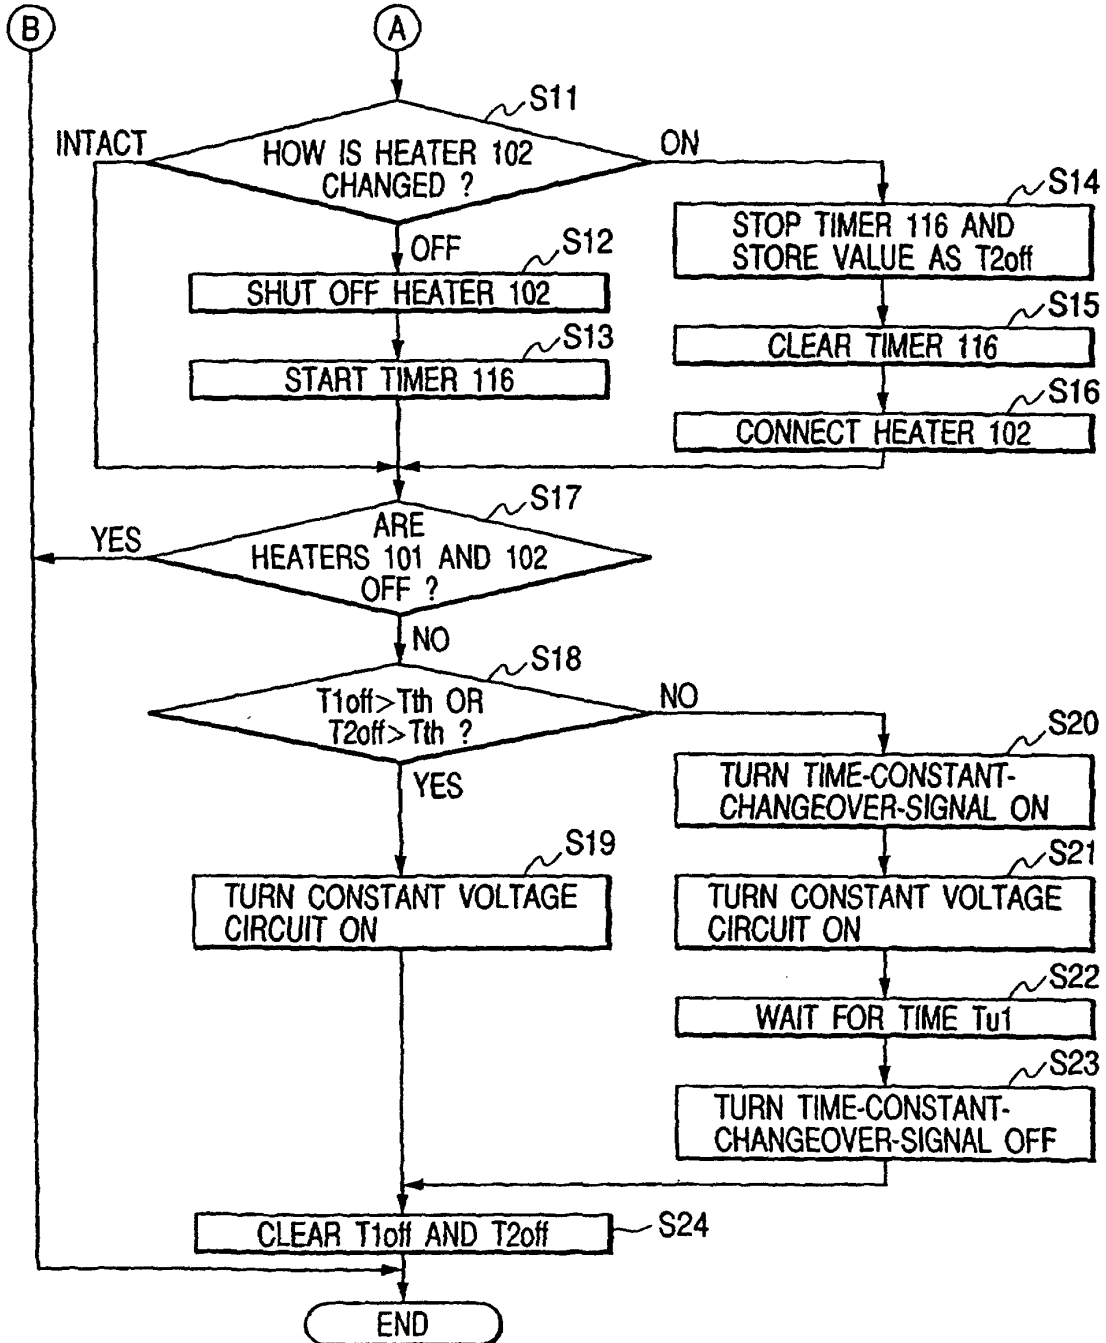 B
A
S11
INTACT
HOW IS HEATER 102
CHANGED ?
ON
OFF
S12
SHUT OFF HEATER 102
S13
START TIMER 116
S14
STOP TIMER 116 AND
STORE VALUE AS T2off
S15
CLEAR TIMER 116
S16
CONNECT HEATER 102
S17
YES
ARE
HEATERS 101 AND 102
OFF ?
NO
S18
T1off>Tth OR
T2off>Tth ?
NO
YES
S19
TURN CONSTANT VOLTAGE
CIRCUIT ON
S20
TURN TIME-CONSTANT-
CHANGEOVER-SIGNAL ON
S21
TURN CONSTANT VOLTAGE
CIRCUIT ON
S22
WAIT FOR TIME Tu1
S23
TURN TIME-CONSTANT-
CHANGEOVER-SIGNAL OFF
CLEAR T1off AND T2off
S24
END